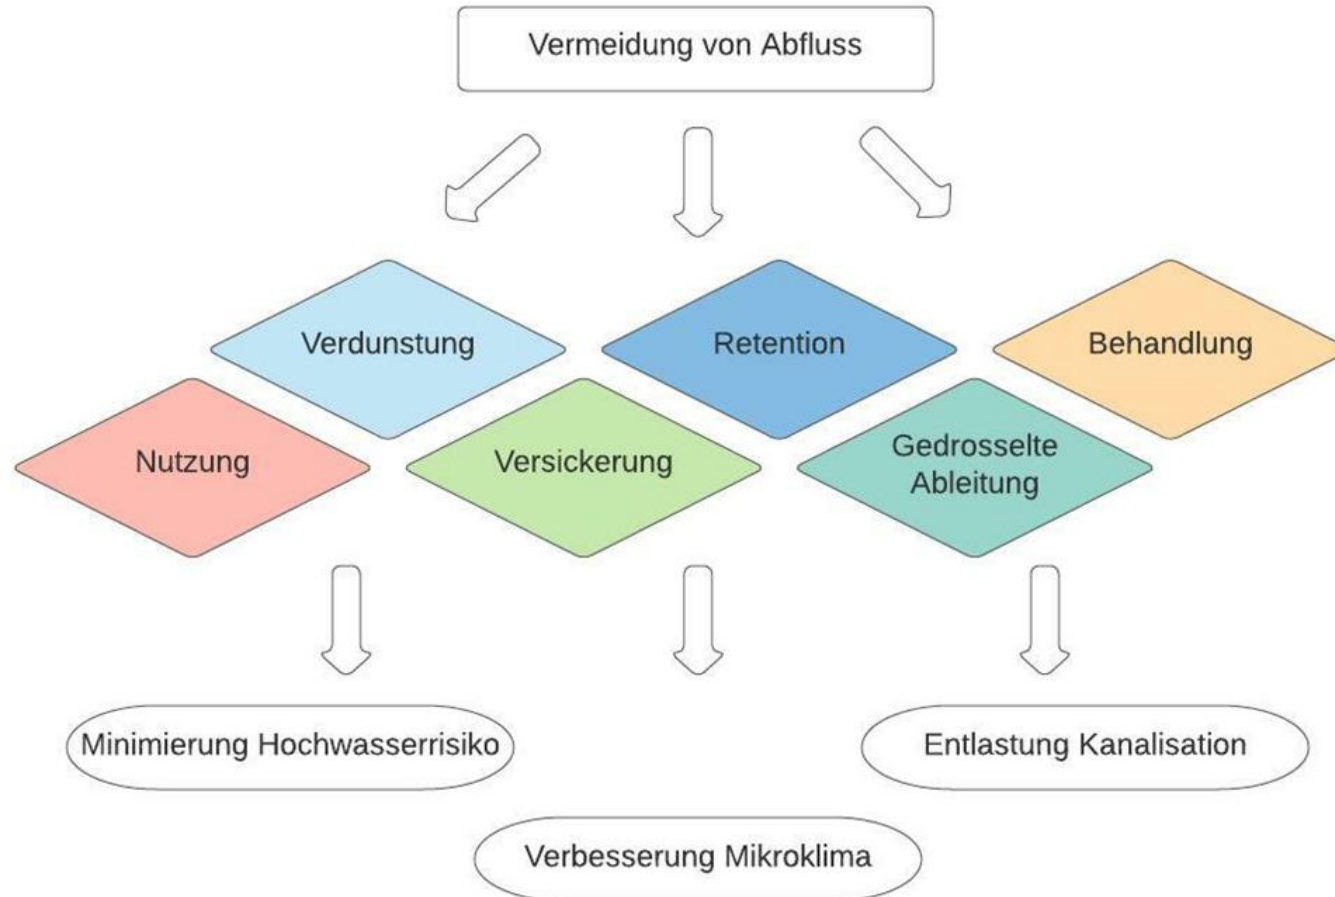 Vermeidung von Abfluss
Verdunstung
Retention
Behandlung
Nutzung
Versickerung
Gedrosselte
Ableitung
Minimierung Hochwasserrisiko
Entlastung Kanalisation
Verbesserung Mikroklima